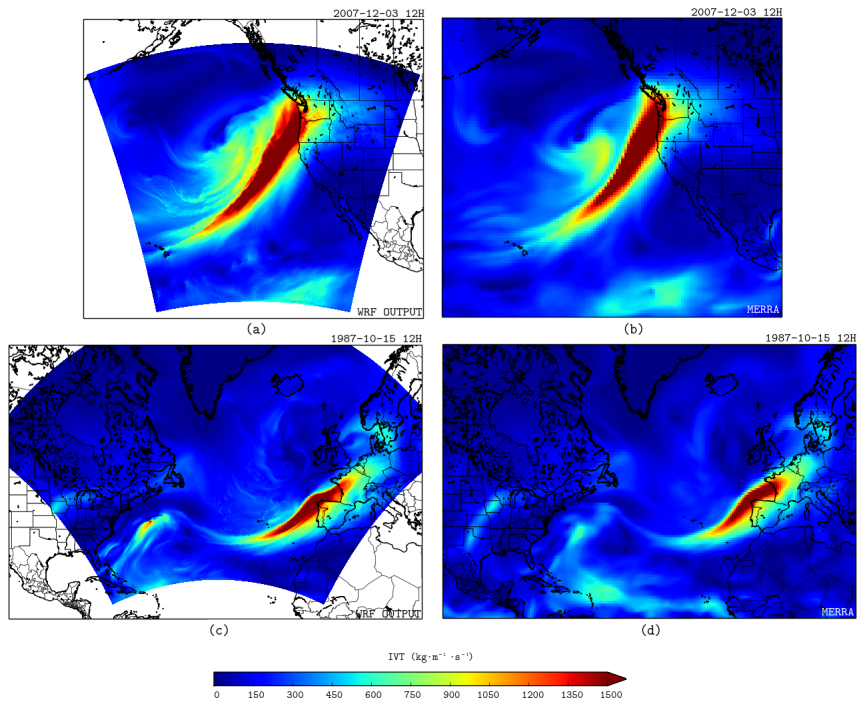 2007-12-03 12H
2007-12-03 12H
WRF OUTPUT
MERRA
(a)
(b)
1987-10-15 12H
1987-10-15 12H
WRF OUTPUT
MERRA
(c)
(d)
IVT (kg·m⁻¹ ·s⁻¹)
0 150 300 450 600 750 900 1050 1200 1350 1500